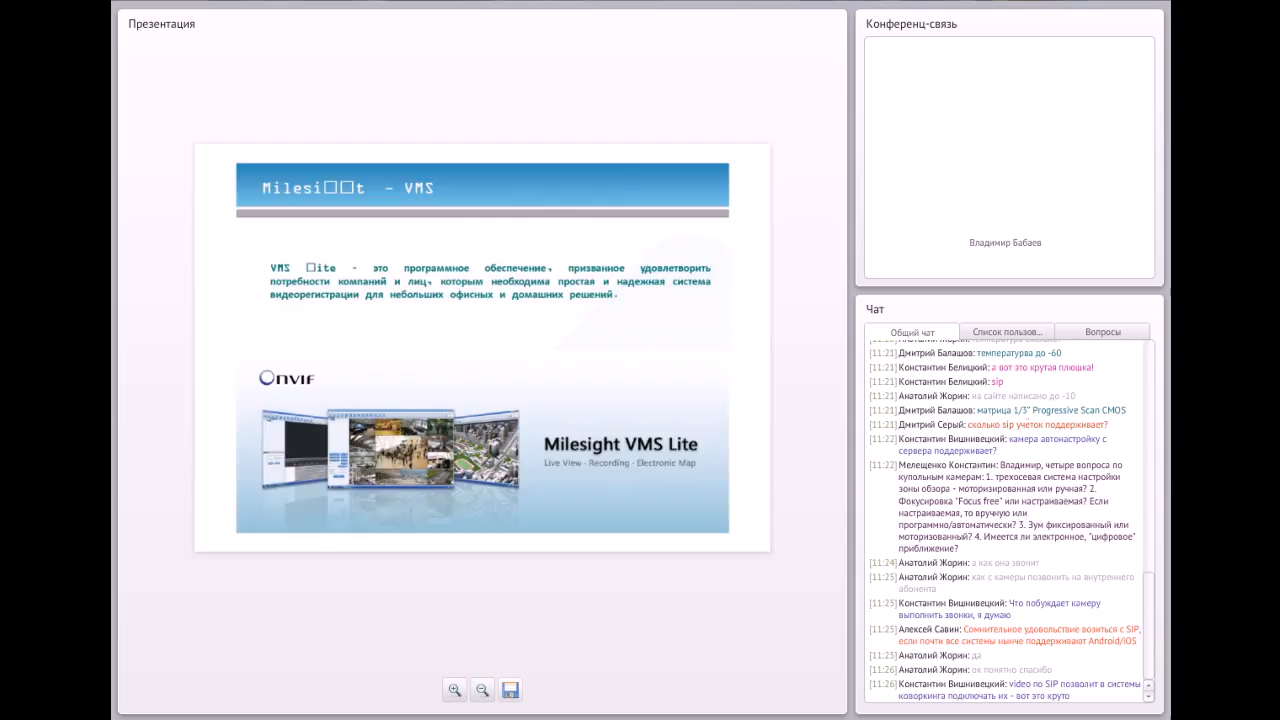 Презентация
Milesi□□t - VMS
VMS □ite - это программное обеспечение, призванное удовлетворить
потребности компаний и лиц, которым необходима простая и надежная система
видеорегистрации для небольших офисных и домашних решений.
ONVIF
Milesight VMS Lite
Live View - Recording - Electronic Map
Конференц-связь
Владимир Бабаев
Чат
Общий чат
Список пользов...
Вопросы
[11:21] Дмитрий Балашов: температурва до -60
[11:21] Константин Белицкий: а вот это крутая плюшка!
[11:21] Константин Белицкий: sip
[11:21] Анатолий Жорин: на сайте написано до -10
[11:21] Дмитрий Балашов: матрица 1/3" Progressive Scan CMOS
[11:21] Дмитрий Серый: сколько sip учёток поддерживает?
[11:22] Константин Вишнивецкий: камера автонастройку с
сервера поддерживает?
[11:22] Мелещенко Константин: Владимир, четыре вопроса по
купольным камерам: 1. трехосевая система настройки
зоны обзора - моторизированная или ручная? 2.
Фокусировка "Focus free" или настраиваемая? Если
настраиваемая, то вручную или
программно/автоматически? 3. Зум фиксированный или
моторизованный? 4. Имеется ли электронное, "цифровое"
приближение?
[11:24] Анатолий Жорин: а как она звонит
[11:25] Анатолий Жорин: как с камеры позвонить на внутреннего
абонента
[11:25] Константин Вишнивецкий: Что побуждает камеру
выполнить звонки, я думаю
[11:25] Алексей Савин: Сомнительное удовольствие возиться с SIP,
если почти все системы нынче поддерживают Android/iOS
[11:25] Анатолий Жорин: да
[11:26] Анатолий Жорин: ок понятно спасибо
[11:26] Константин Вишнивецкий: video по SIP позволит в системы
коворкинга подключать их - вот это круто